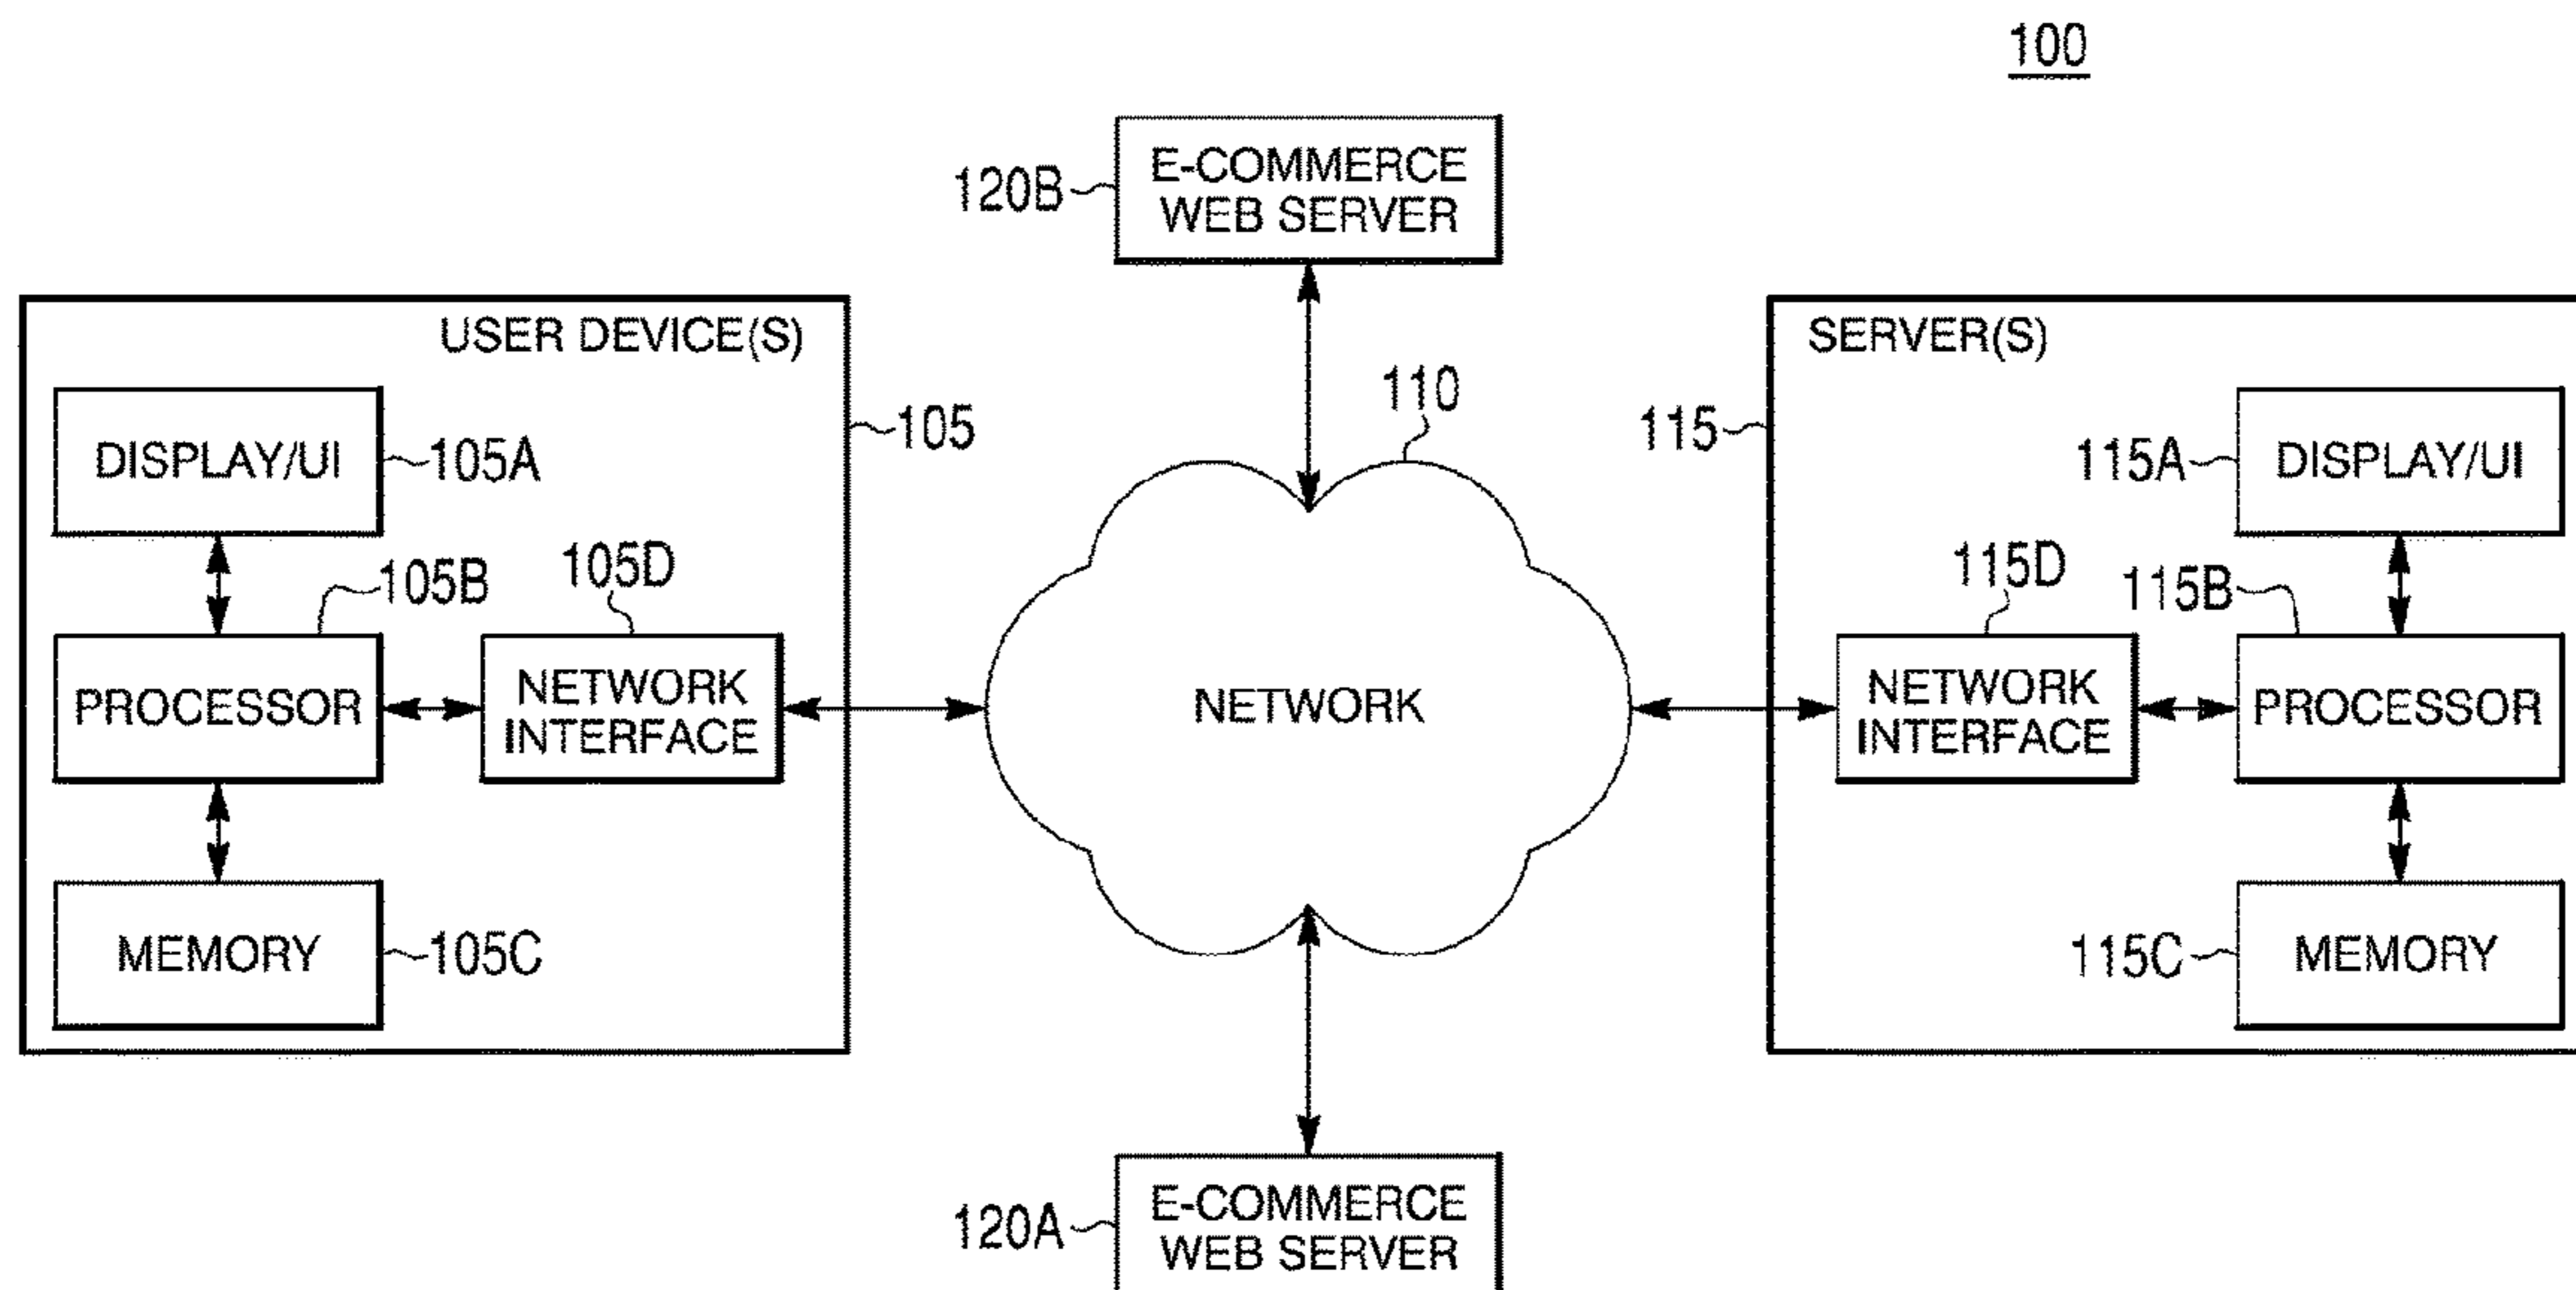 100
E-COMMERCE
WEB SERVER
120B
USER DEVICE(S)
SERVER(S)
105
110
115
DISPLAY/UI
105A
115A
DISPLAY/UI
105B
105D
115D
115B
PROCESSOR
NETWORK
INTERFACE
NETWORK
NETWORK
INTERFACE
PROCESSOR
MEMORY
105C
115C
MEMORY
120A
E-COMMERCE
WEB SERVER